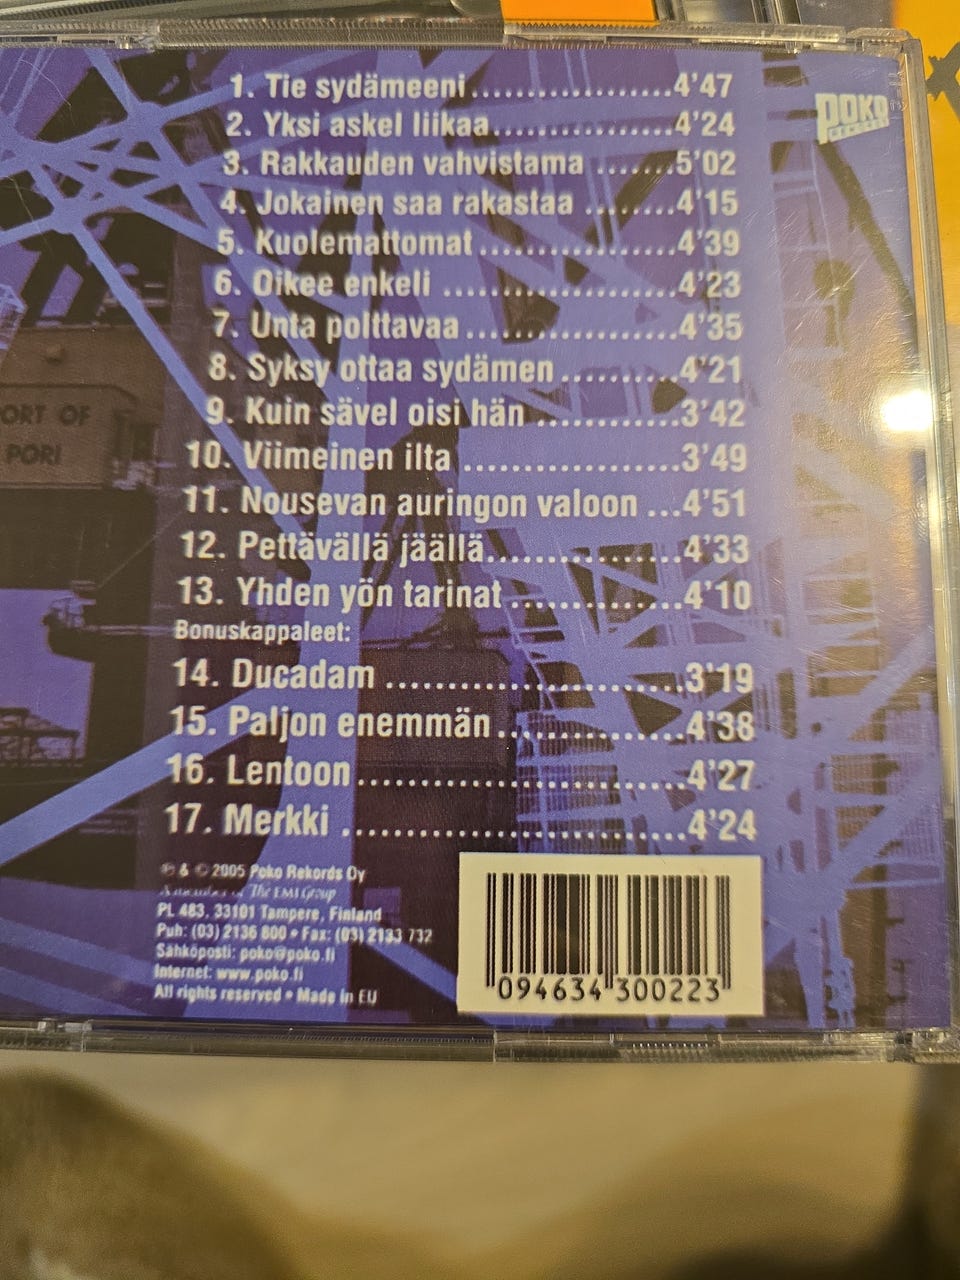 POKO
REKORDS
1. Tie sydämeeni..................4'47
2. Yksi askel liikaa................4'24
3. Rakkauden vahvistama .......5'02
4. Jokainen saa rakastaa ........4'15
5. Kuolemattomat..................4'39
6. Oikee enkeli .....................4'23
7. Unta polttavaa...................4'35
8. Syksy ottaa sydämen..........4'21
9. Kuin sävel oisi hän ............3'42
10. Viimeinen ilta ..................3'49
11. Nousevan auringon valoon ...4'51
12. Pettävällä jäällä................4'33
13. Yhden yön tarinat..............4'10
Bonuskappaleet:
14. Ducadam ........................3'19
15. Paljon enemmän...............4'38
16. Lentoon..........................4'27
17. Merkki ............................4'24
PORT OF
PORI
℗ & © 2005 Poko Rekords Oy
A member of The EMI Group
PL 483, 33101 Tampere, Finland
Puh: (03) 2136 800 • Fax: (03) 2133 732
Sähköposti: poko@poko.fi
Internet: www.poko.fi
All rights reserved • Made in EU
094634 300223